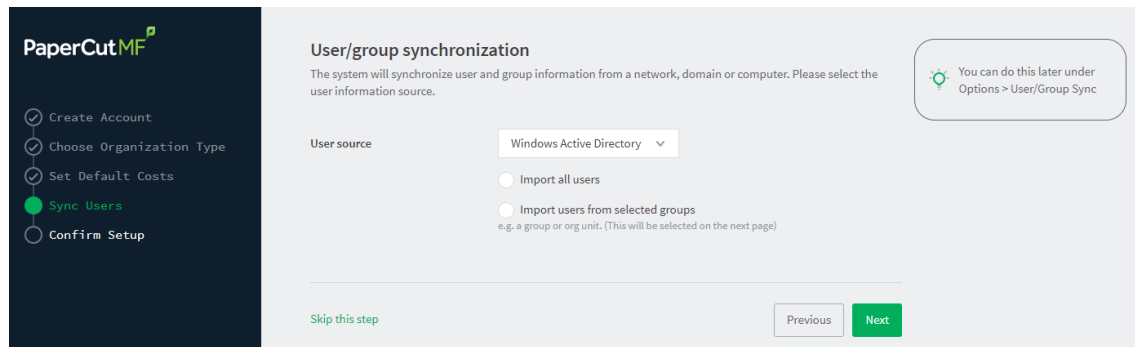 PaperCutMF
Create Account
Choose Organization Type
Set Default Costs
Sync Users
Confirm Setup
User/group synchronization
The system will synchronize user and group information from a network, domain or computer. Please select the
user information source.
User source
Windows Active Directory
Import all users
Import users from selected groups
e.g. a group or org unit. (This will be selected on the next page)
Skip this step
Previous
Next
You can do this later under
Options > User/Group Sync